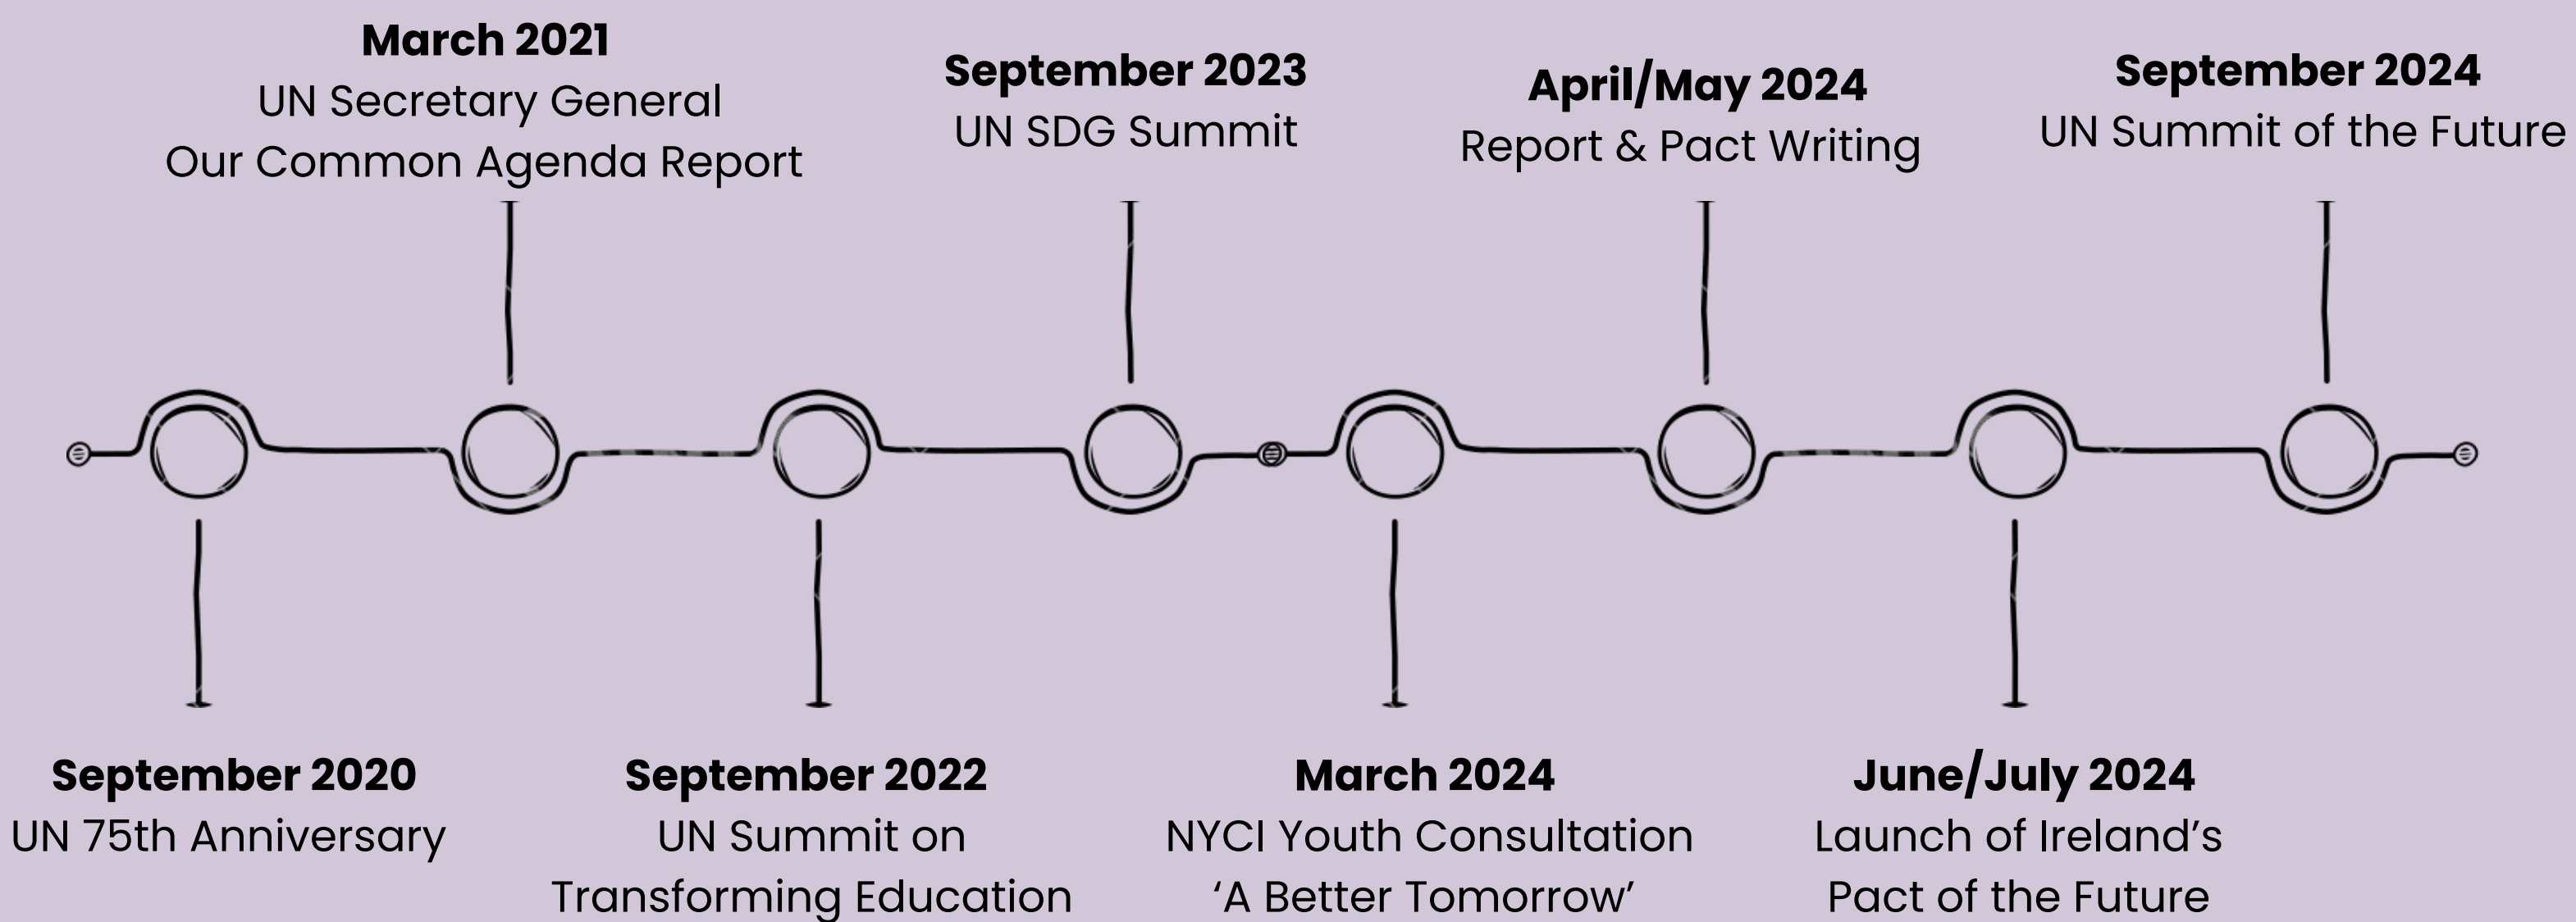 March 2021
UN Secretary General
Our Common Agenda Report
September 2023
UN SDG Summit
April/May 2024
Report & Pact Writing
September 2024
UN Summit of the Future
September 2020
UN 75th Anniversary
September 2022
UN Summit on
Transforming Education
March 2024
NYCI Youth Consultation
‘A Better Tomorrow’
June/July 2024
Launch of Ireland’s
Pact of the Future